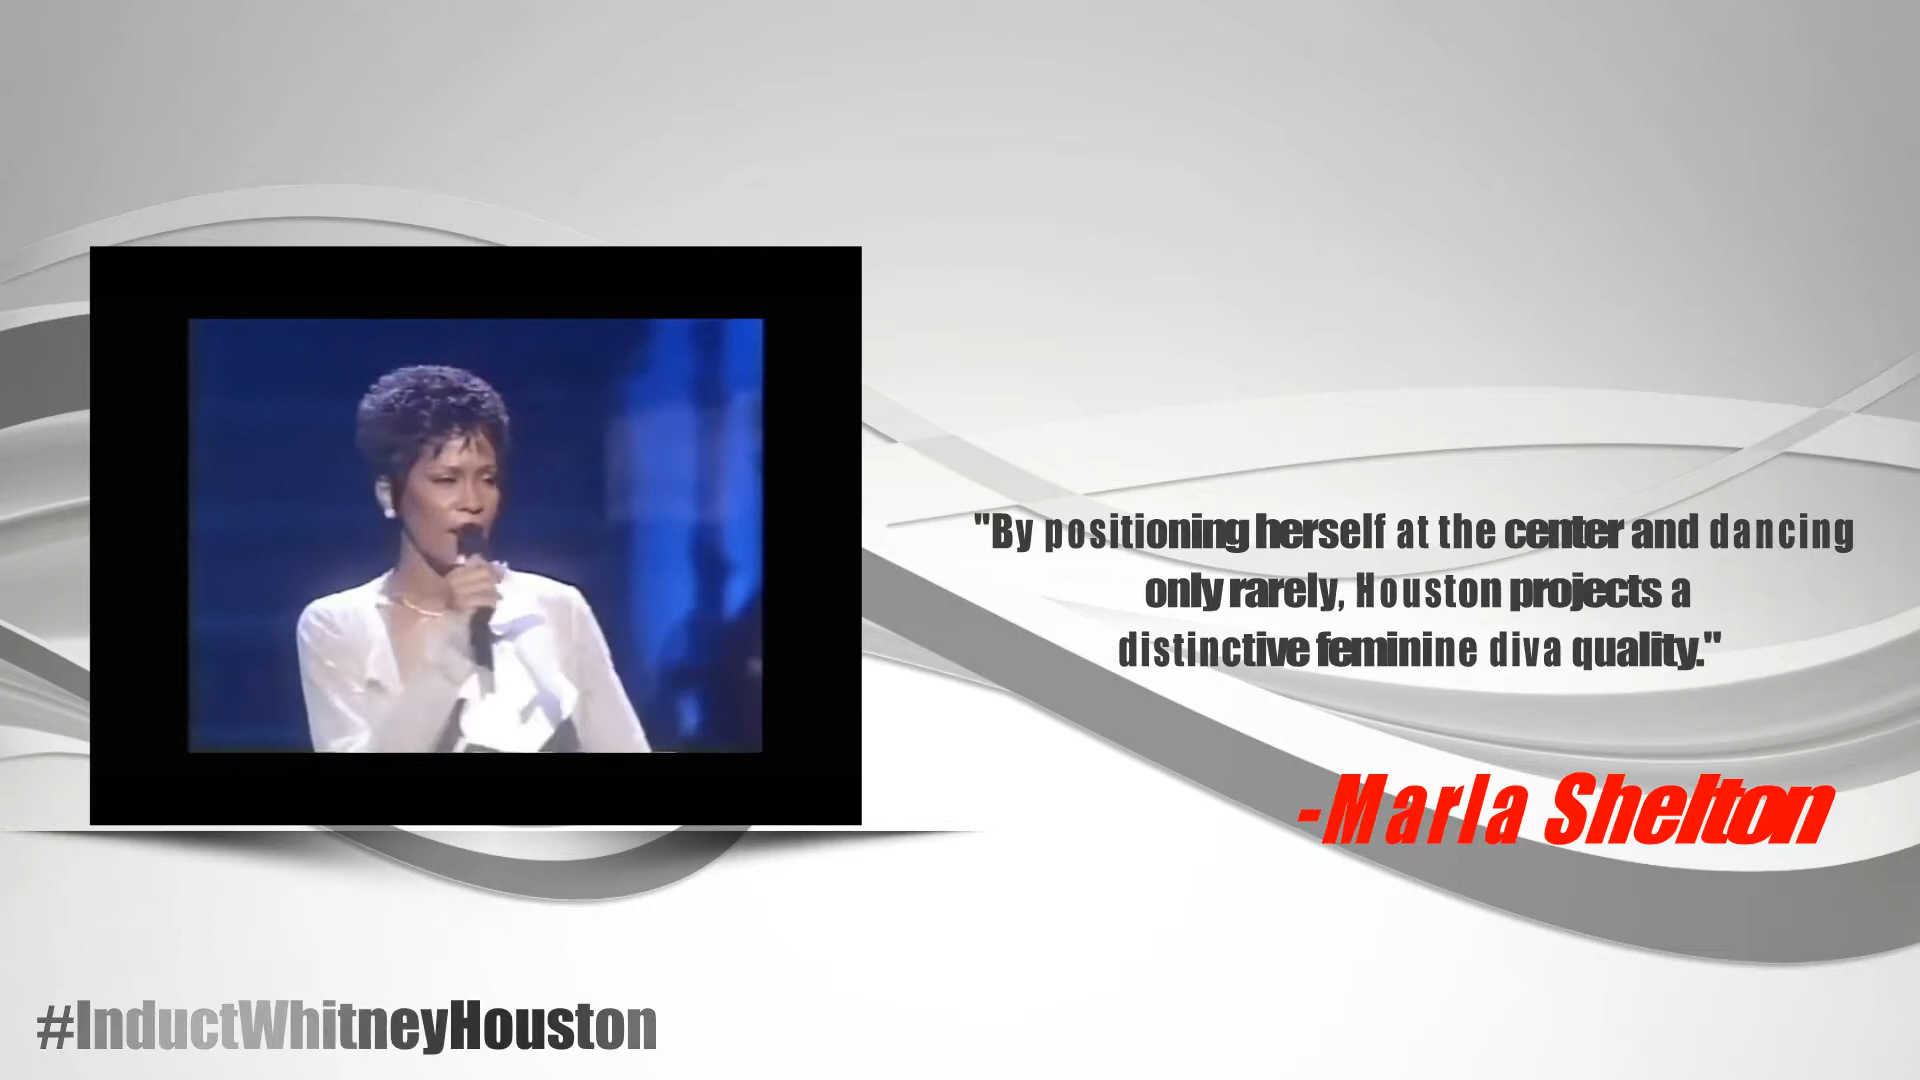 "By positioning herself at the center and dancing
only rarely, Houston projects a
distinctive feminine diva quality."
-Marla Shelton
#InductWhitneyHouston